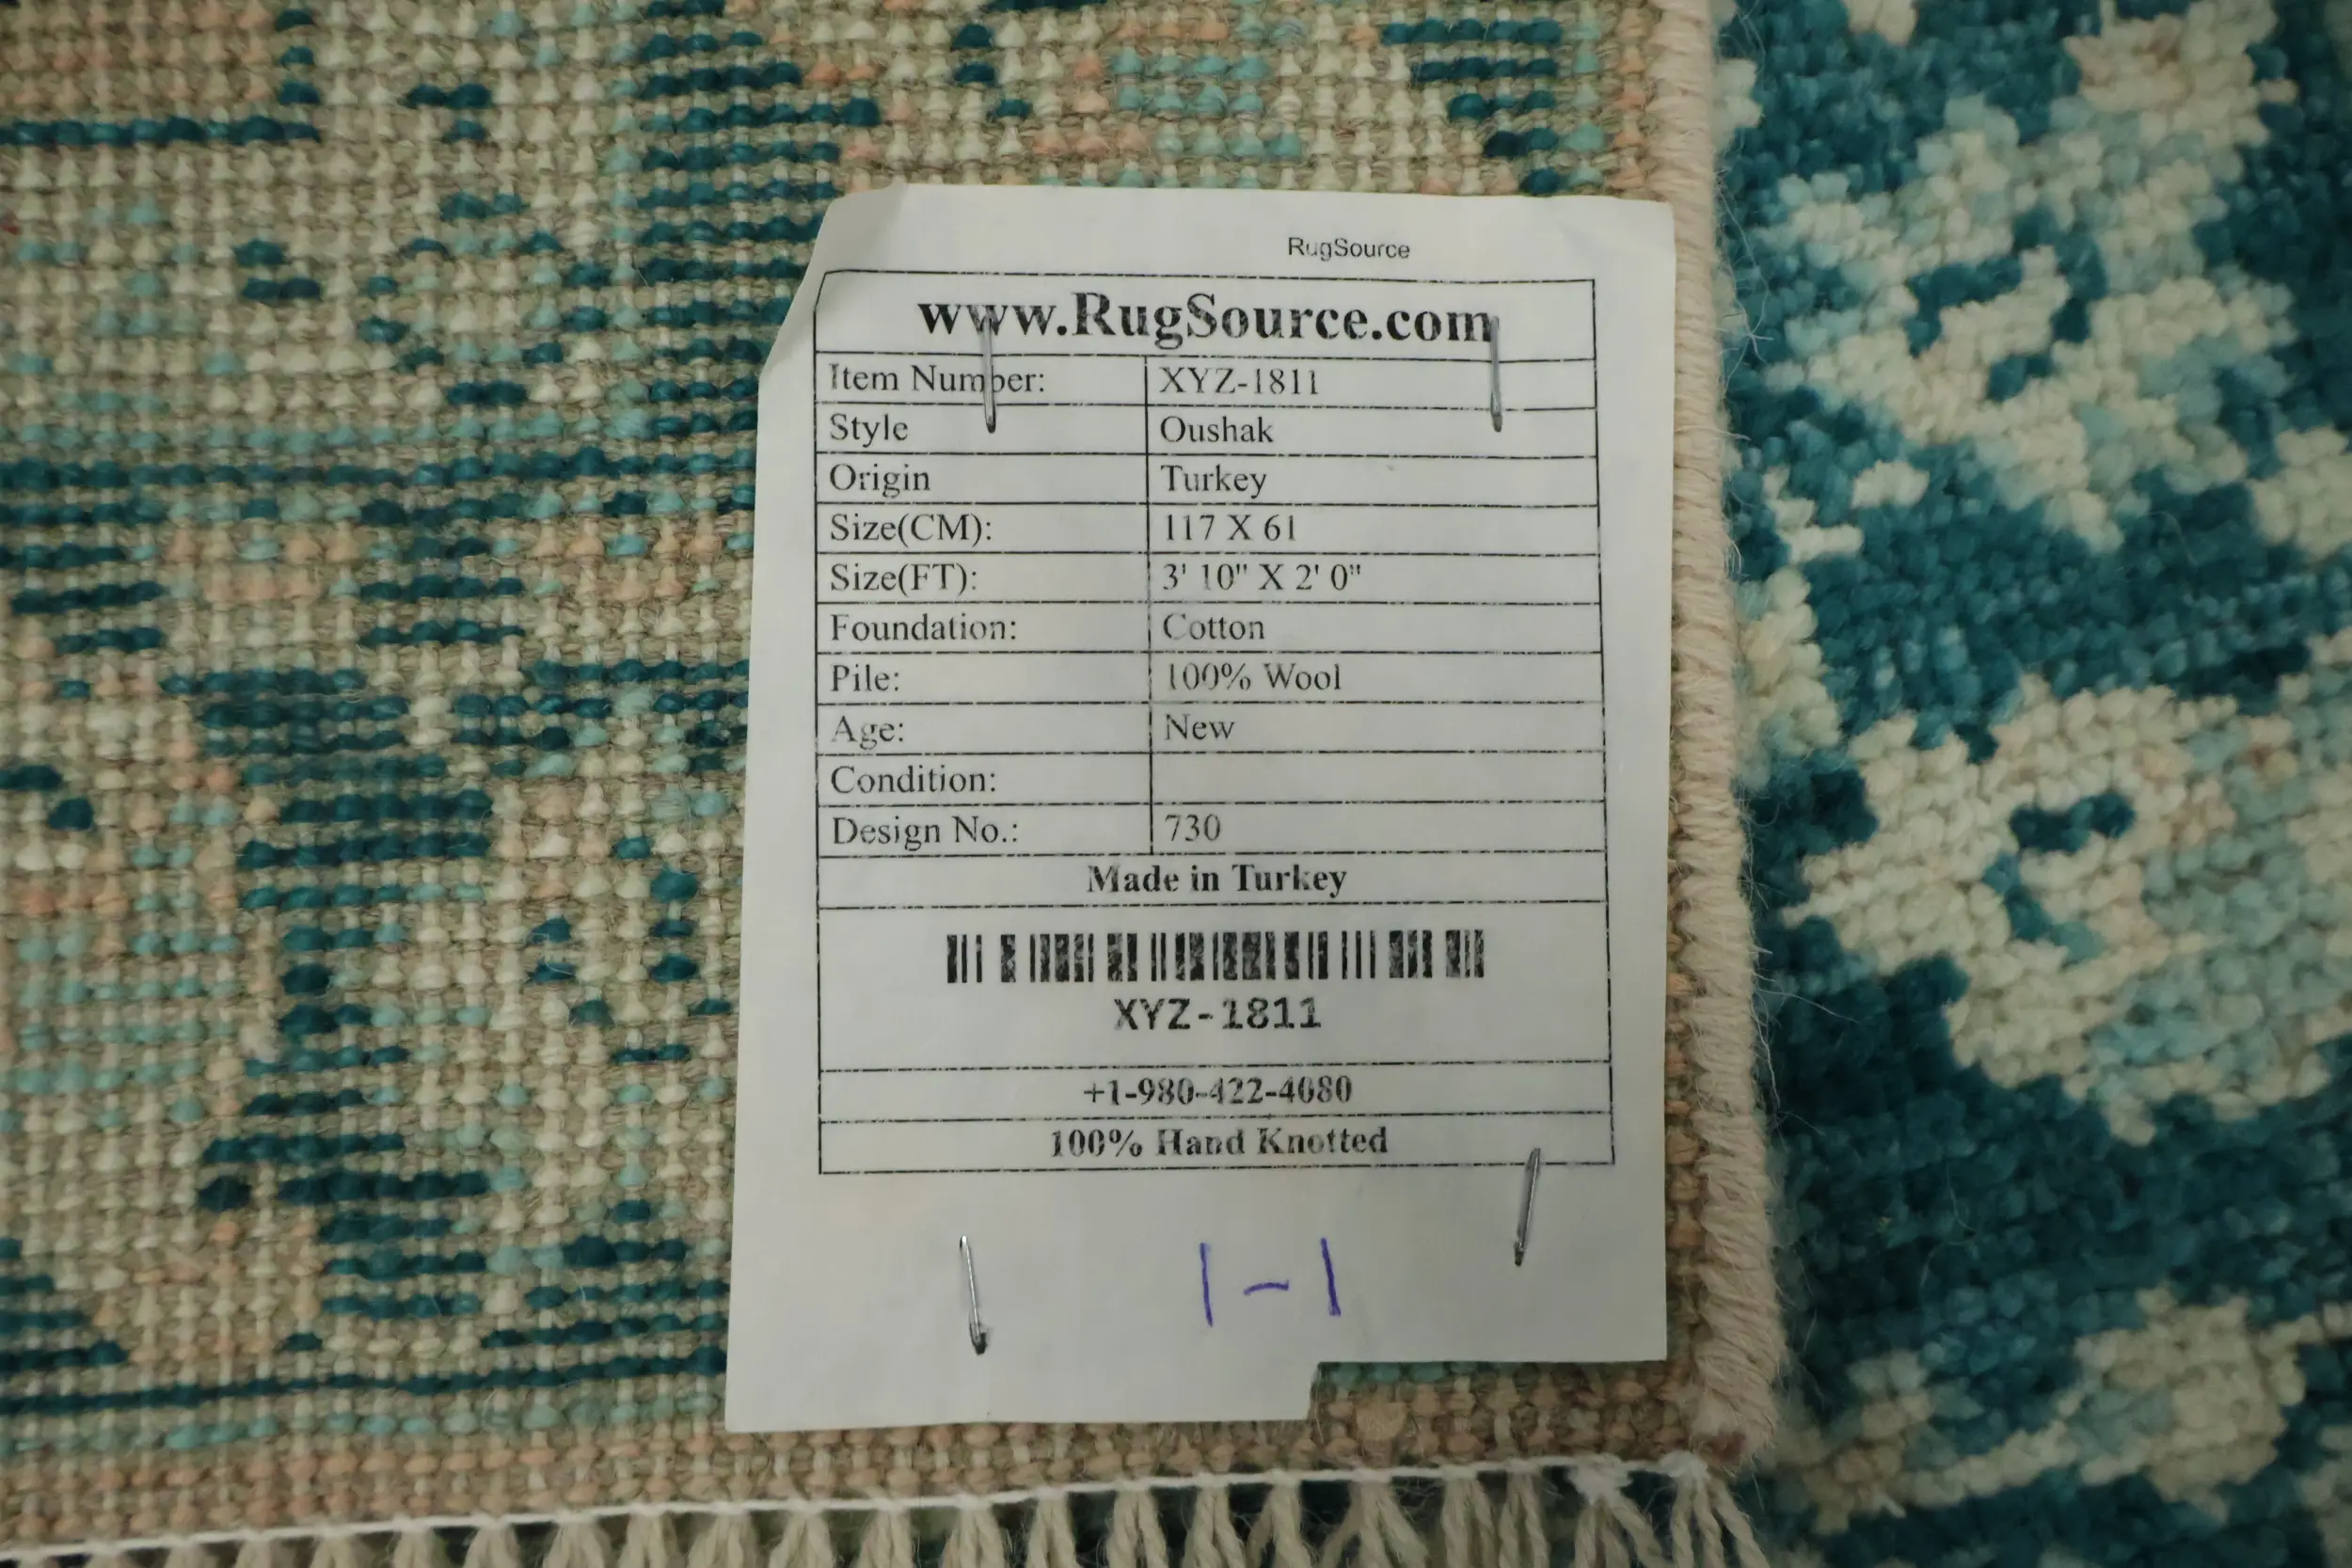 RugSource
www.RugSource.com
Item Number: XYZ-1811
Style Oushak
Origin Turkey
Size(CM): 117 X 61
Size(FT): 3' 10" X 2' 0"
Foundation: Cotton
Pile: 100% Wool
Age: New
Condition:
Design No.: 730
Made in Turkey
XYZ-1811
+1-980-422-4080
100% Hand Knotted
1-1